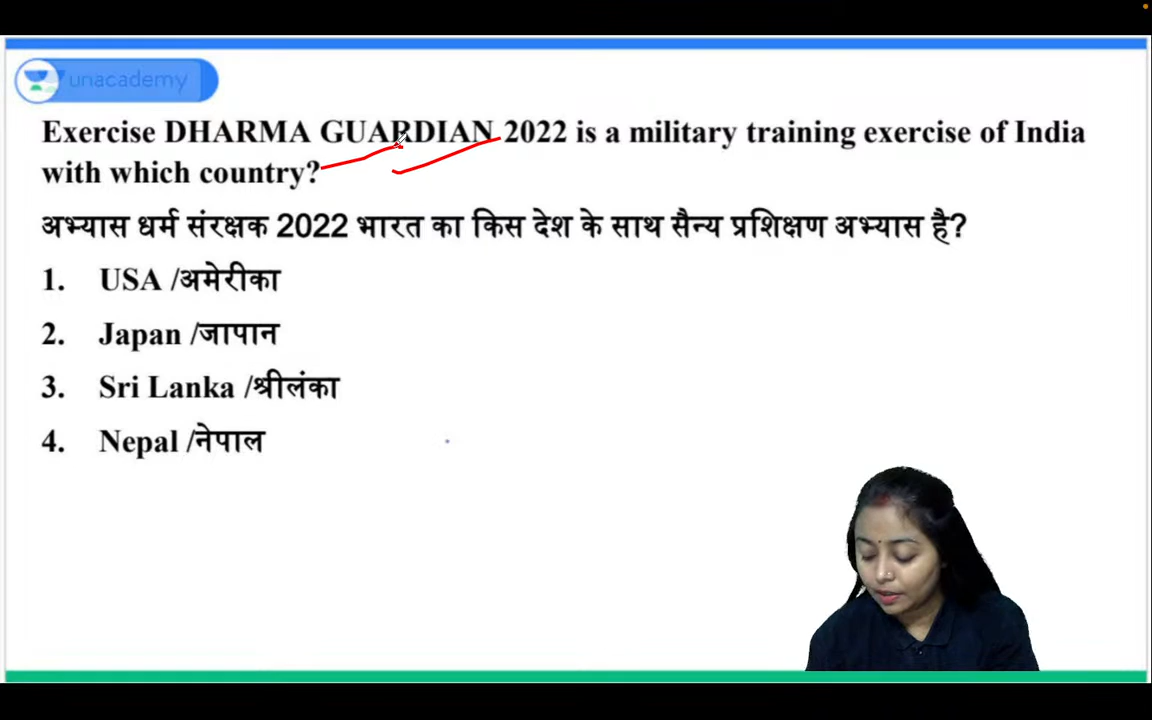 unacademy
Exercise DHARMA GUARDIAN 2022 is a military training exercise of India
with which country?
अभ्यास धर्म संरक्षक 2022 भारत का किस देश के साथ सैन्य प्रशिक्षण अभ्यास है?
1. USA /अमेरीका
2. Japan /जापान
3. Sri Lanka /श्रीलंका
4. Nepal /नेपाल